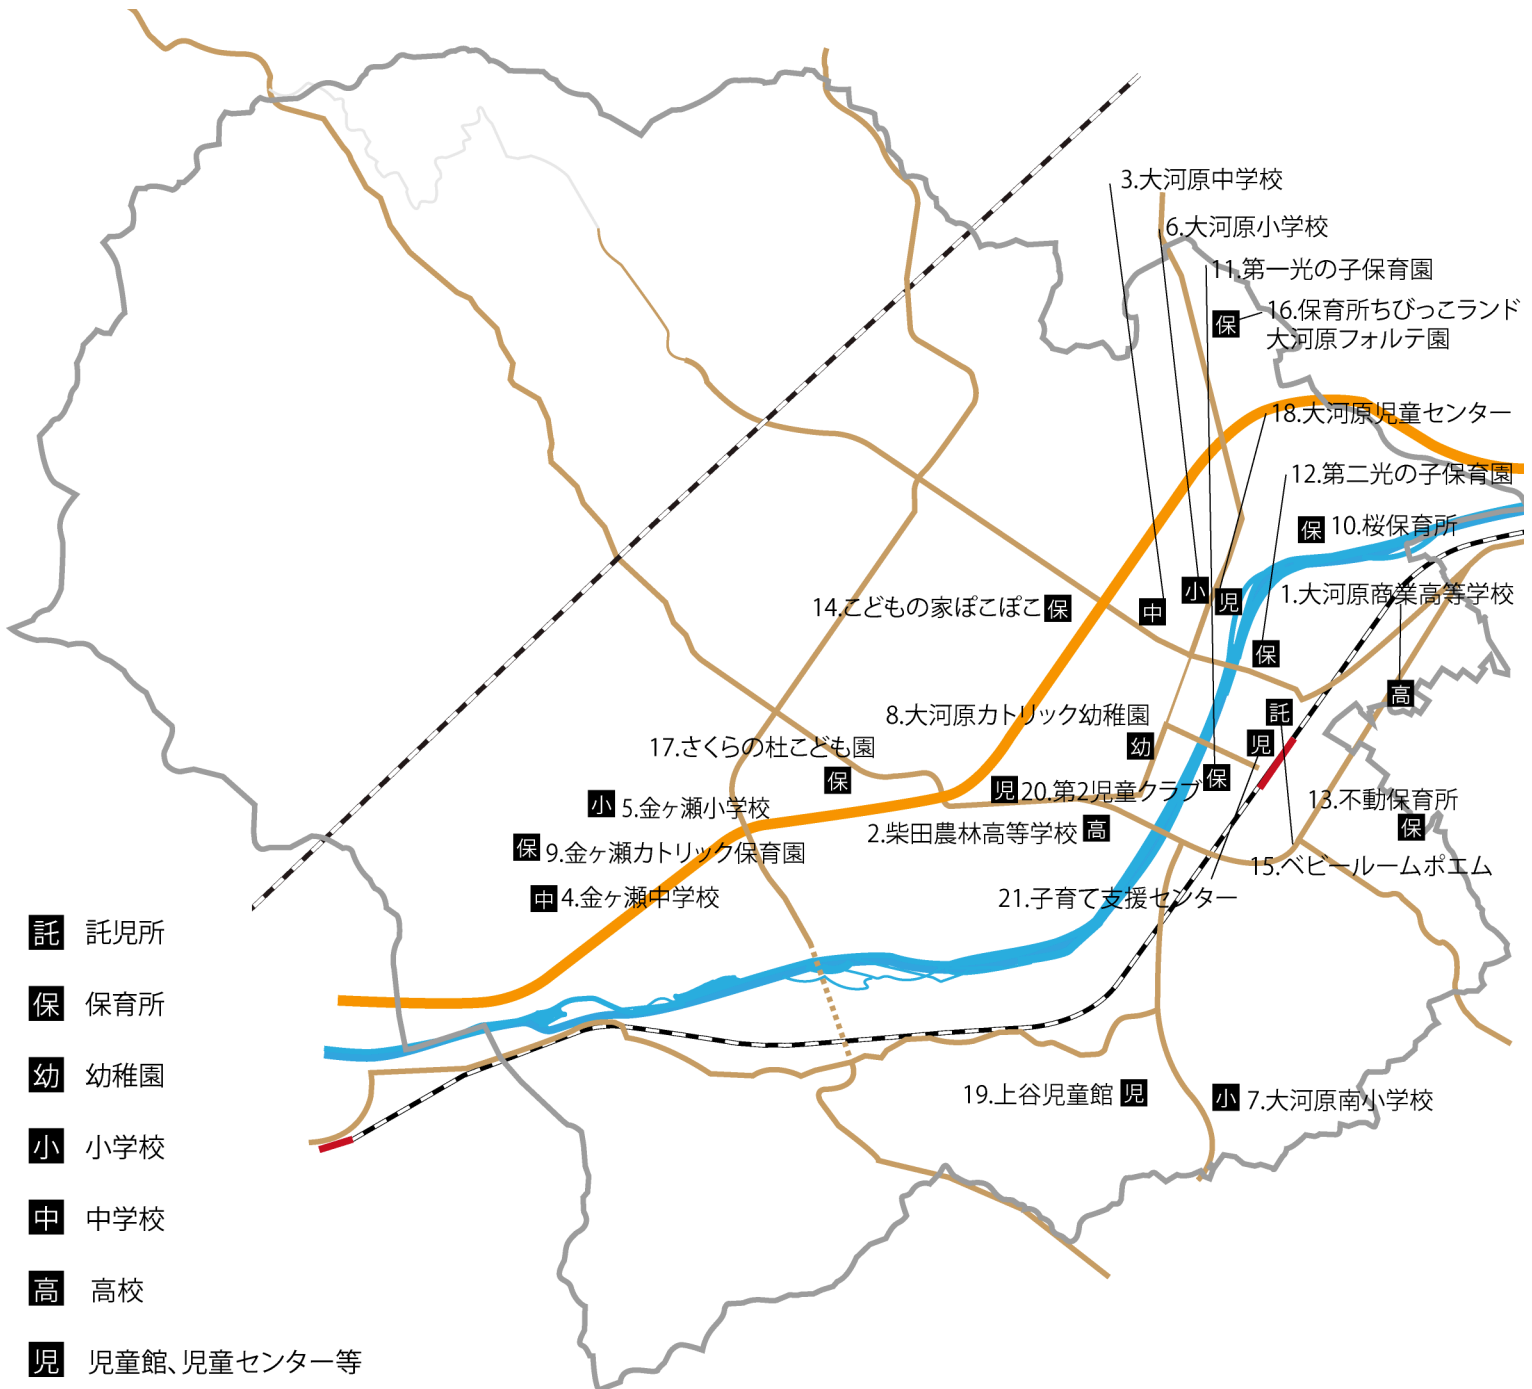 3.大河原中学校
6.大河原小学校
11.第一光の子保育園
保
16.保育所ちびっこランド
大河原フォルテ園
18.大河原児童センター
12.第二光の子保育園
保 10.桜保育所
14.こどもの家ぽこぽこ 保
中
小
児
1.大河原商業高等学校
保
高
8.大河原カトリック幼稚園
幼
託
児
17.さくらの杜こども園
保
保
児 20.第2児童クラブ
小 5.金ヶ瀬小学校
13.不動保育所
保
2.柴田農林高等学校 高
保 9.金ヶ瀬カトリック保育園
15.ベビールームポエム
中 4.金ヶ瀬中学校
21.子育て支援センター
19.上谷児童館 児
小 7.大河原南小学校
託 託児所
保 保育所
幼 幼稚園
小 小学校
中 中学校
高 高校
児 児童館、児童センター等